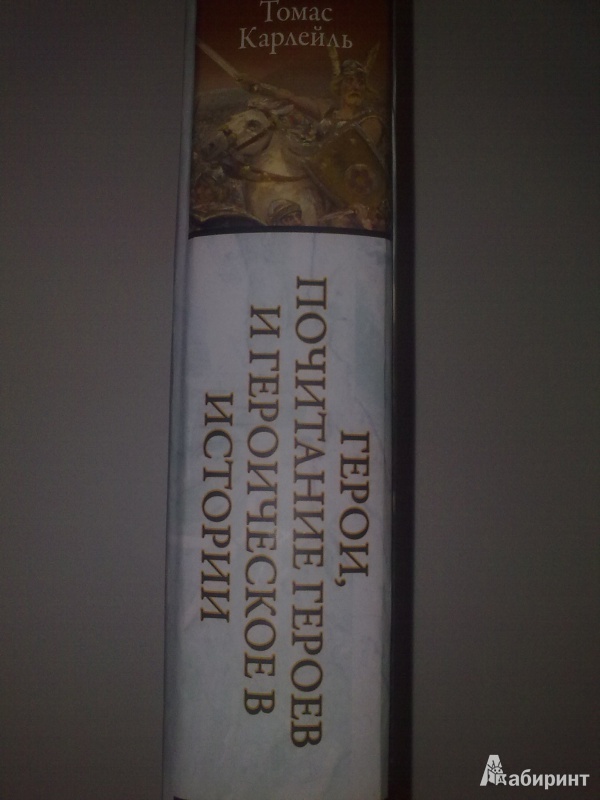 Томас
Карлейль
ГЕРОИ,
ПОЧИТАНИЕ ГЕРОЕВ
И ГЕРОИЧЕСКОЕ В
ИСТОРИИ
Лабиринт